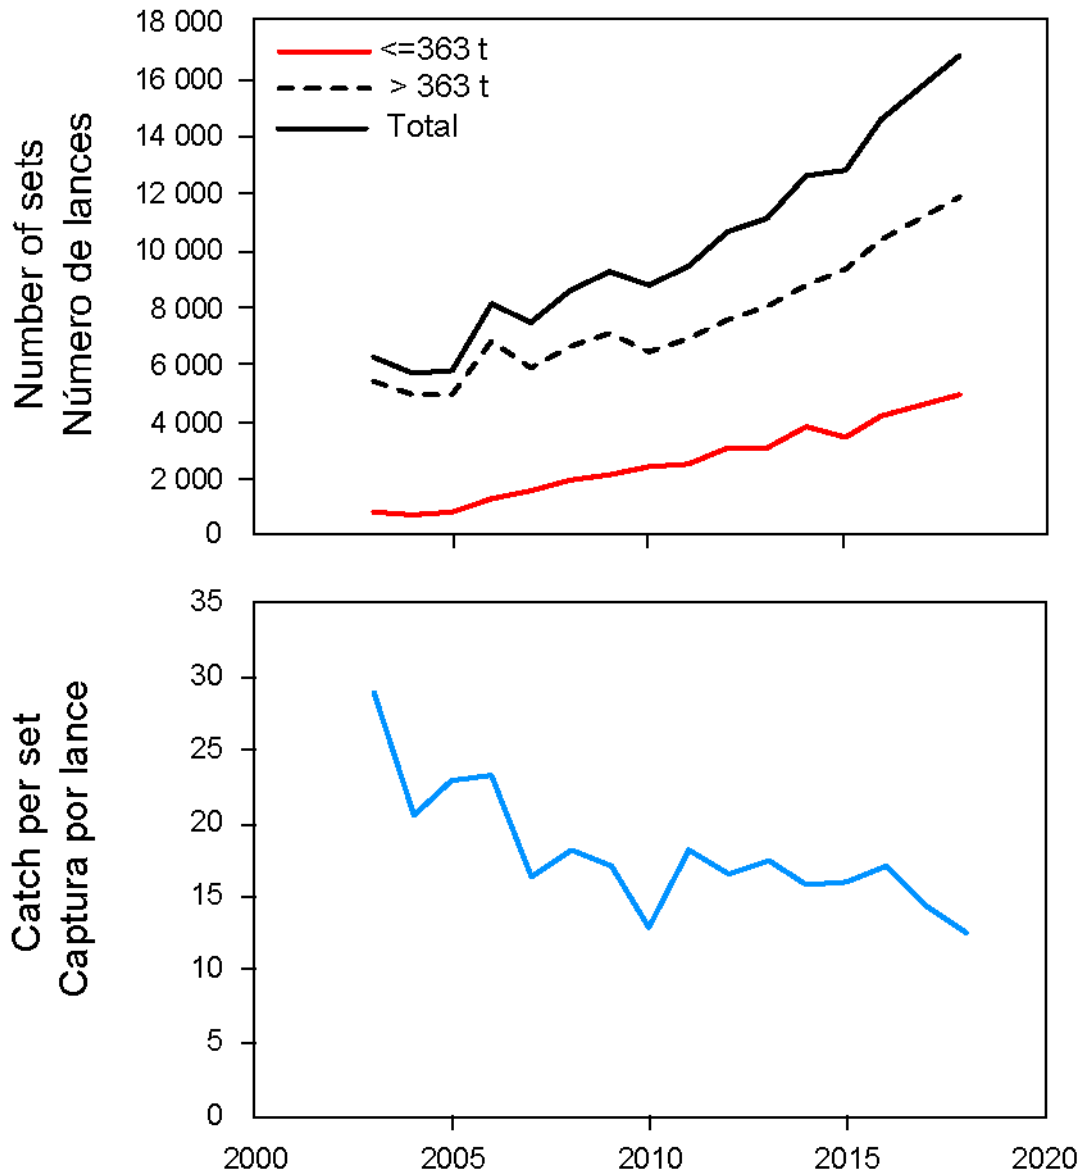 18 000
16 000
14 000
12 000
10 000
8 000
6 000
4 000
2 000
0
Number of sets
Número de lances
<=363 t
> 363 t
Total
35
30
25
20
15
10
5
0
Catch per set
Captura por lance
2000 2005 2010 2015 2020